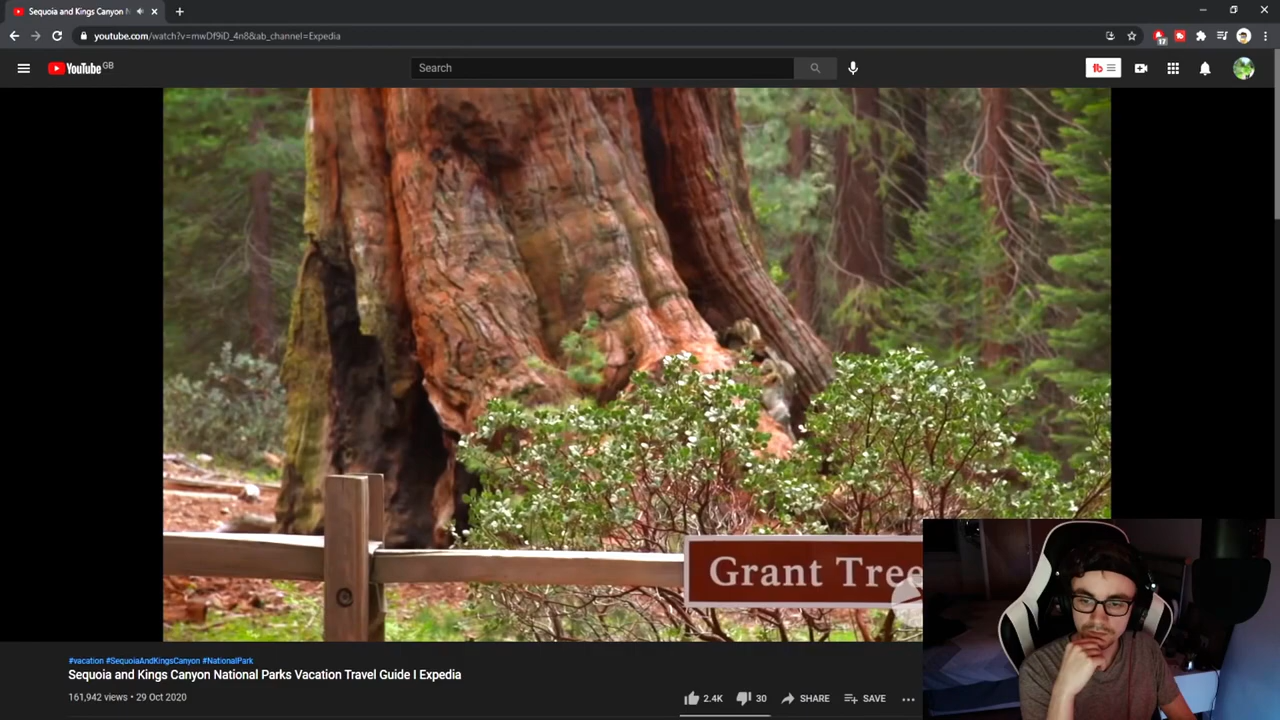 Sequoia and Kings Canyon N
youtube.com/watch?v=mwDf9iD_4n8&ab_channel=Expedia
17
YouTube GB
Search
Grant Tree
#vacation #SequoiaAndKingsCanyon #NationalPark
Sequoia and Kings Canyon National Parks Vacation Travel Guide I Expedia
161,942 views • 29 Oct 2020
2.4K 30 SHARE SAVE